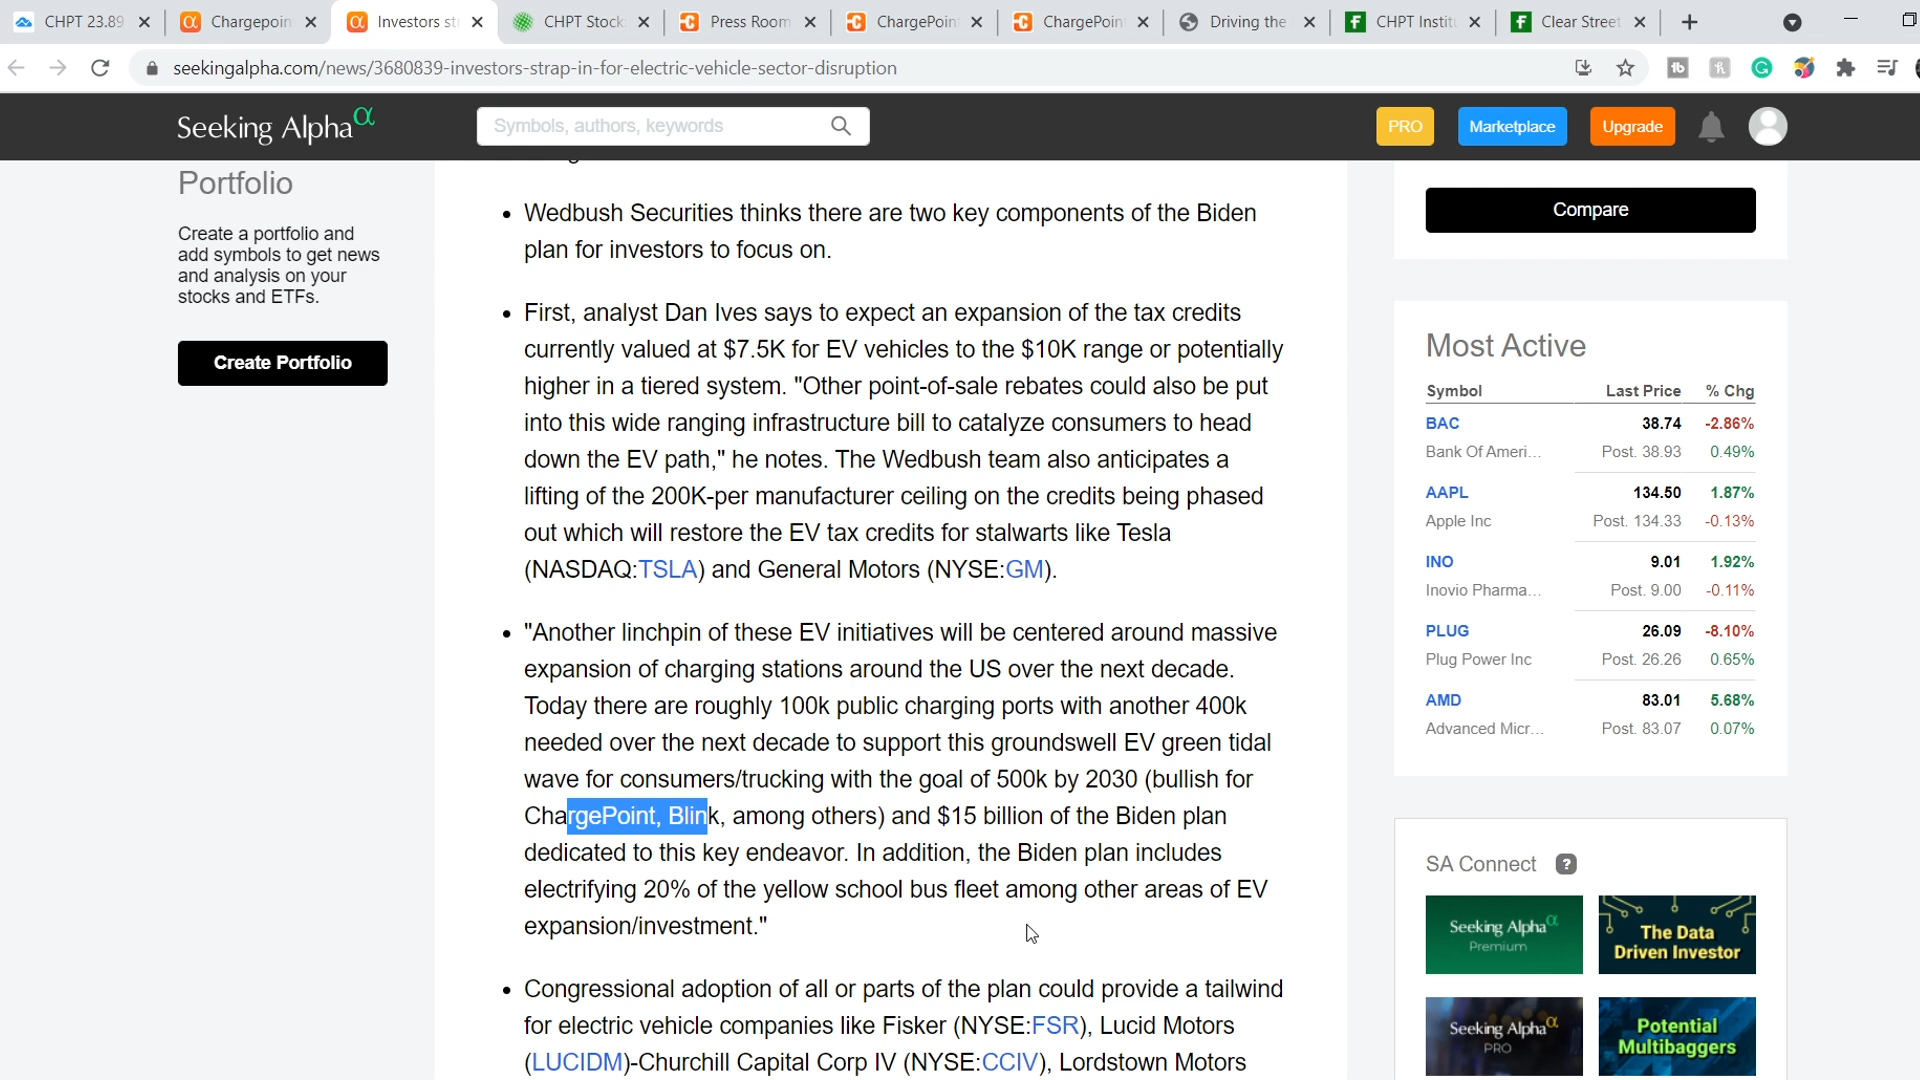 CHPT 23.89
Chargepoin
Investors st
CHPT Stock
Press Room
ChargePoint
ChargePoint
Driving the
CHPT Institu
Clear Street
seekingalpha.com/news/3680839-investors-strap-in-for-electric-vehicle-sector-disruption
Seeking Alpha α
Symbols, authors, keywords
PRO
Marketplace
Upgrade
Portfolio
Create a portfolio and
add symbols to get news
and analysis on your
stocks and ETFs.
Create Portfolio
• Wedbush Securities thinks there are two key components of the Biden
plan for investors to focus on.
• First, analyst Dan Ives says to expect an expansion of the tax credits
currently valued at $7.5K for EV vehicles to the $10K range or potentially
higher in a tiered system. "Other point-of-sale rebates could also be put
into this wide ranging infrastructure bill to catalyze consumers to head
down the EV path," he notes. The Wedbush team also anticipates a
lifting of the 200K-per manufacturer ceiling on the credits being phased
out which will restore the EV tax credits for stalwarts like Tesla
(NASDAQ:TSLA) and General Motors (NYSE:GM).
• "Another linchpin of these EV initiatives will be centered around massive
expansion of charging stations around the US over the next decade.
Today there are roughly 100k public charging ports with another 400k
needed over the next decade to support this groundswell EV green tidal
wave for consumers/trucking with the goal of 500k by 2030 (bullish for
ChargePoint, Blink, among others) and $15 billion of the Biden plan
dedicated to this key endeavor. In addition, the Biden plan includes
electrifying 20% of the yellow school bus fleet among other areas of EV
expansion/investment."
• Congressional adoption of all or parts of the plan could provide a tailwind
for electric vehicle companies like Fisker (NYSE:FSR), Lucid Motors
(LUCIDM)-Churchill Capital Corp IV (NYSE:CCIV), Lordstown Motors
Compare
Most Active
Symbol Last Price % Chg
BAC 38.74 -2.86%
Bank Of Ameri... Post. 38.93 0.49%
AAPL 134.50 1.87%
Apple Inc Post. 134.33 -0.13%
INO 9.01 1.92%
Inovio Pharma... Post. 9.00 -0.11%
PLUG 26.09 -8.10%
Plug Power Inc Post. 26.26 0.65%
AMD 83.01 5.68%
Advanced Micr... Post. 83.07 0.07%
SA Connect ?
Seeking Alpha α
Premium
The Data
Driven Investor
Seeking Alpha α
PRO
Potential
Multibaggers